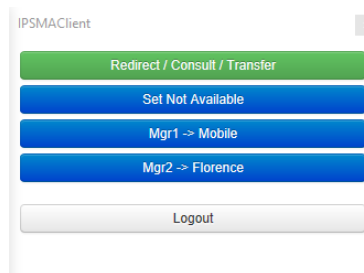 IPSMAClient
Redirect / Consult / Transfer
Set Not Available
Mgr1 -> Mobile
Mgr2 -> Florence
Logout